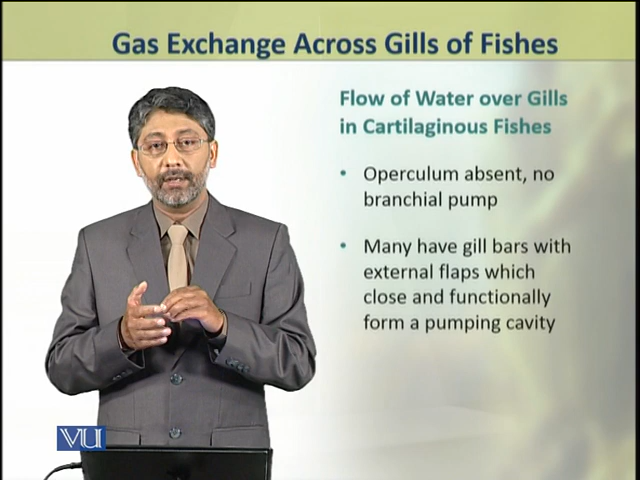 Gas Exchange Across Gills of Fishes
Flow of Water over Gills
in Cartilaginous Fishes
• Operculum absent, no
branchial pump
• Many have gill bars with
external flaps which
close and functionally
form a pumping cavity
VU